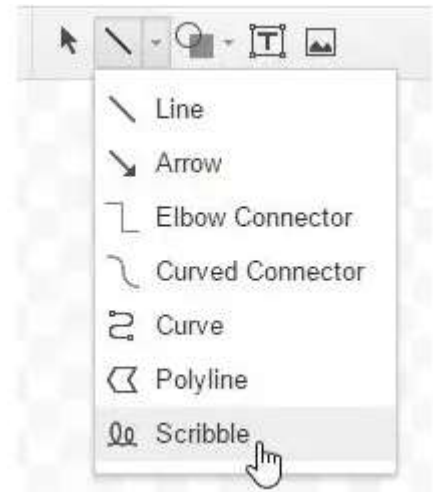 Line
Arrow
Elbow Connector
Curved Connector
Curve
Polyline
Scribble